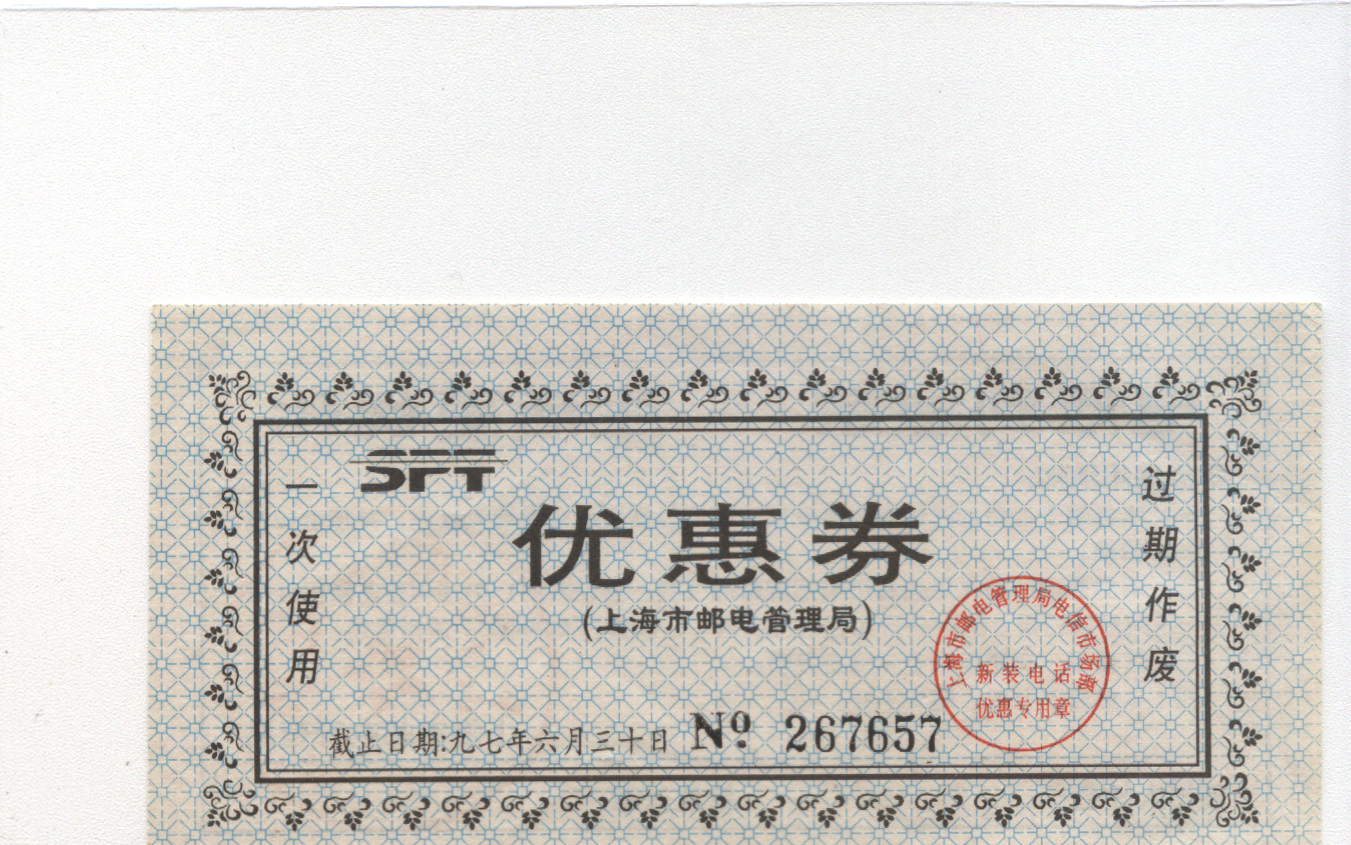 SPT
优惠券
(上海市邮电管理局)
一次使用
过期作废
截止日期:九七年六月三十日
Nº 267657
上海市邮电管理局电信市场部
新装电话
优惠专用章